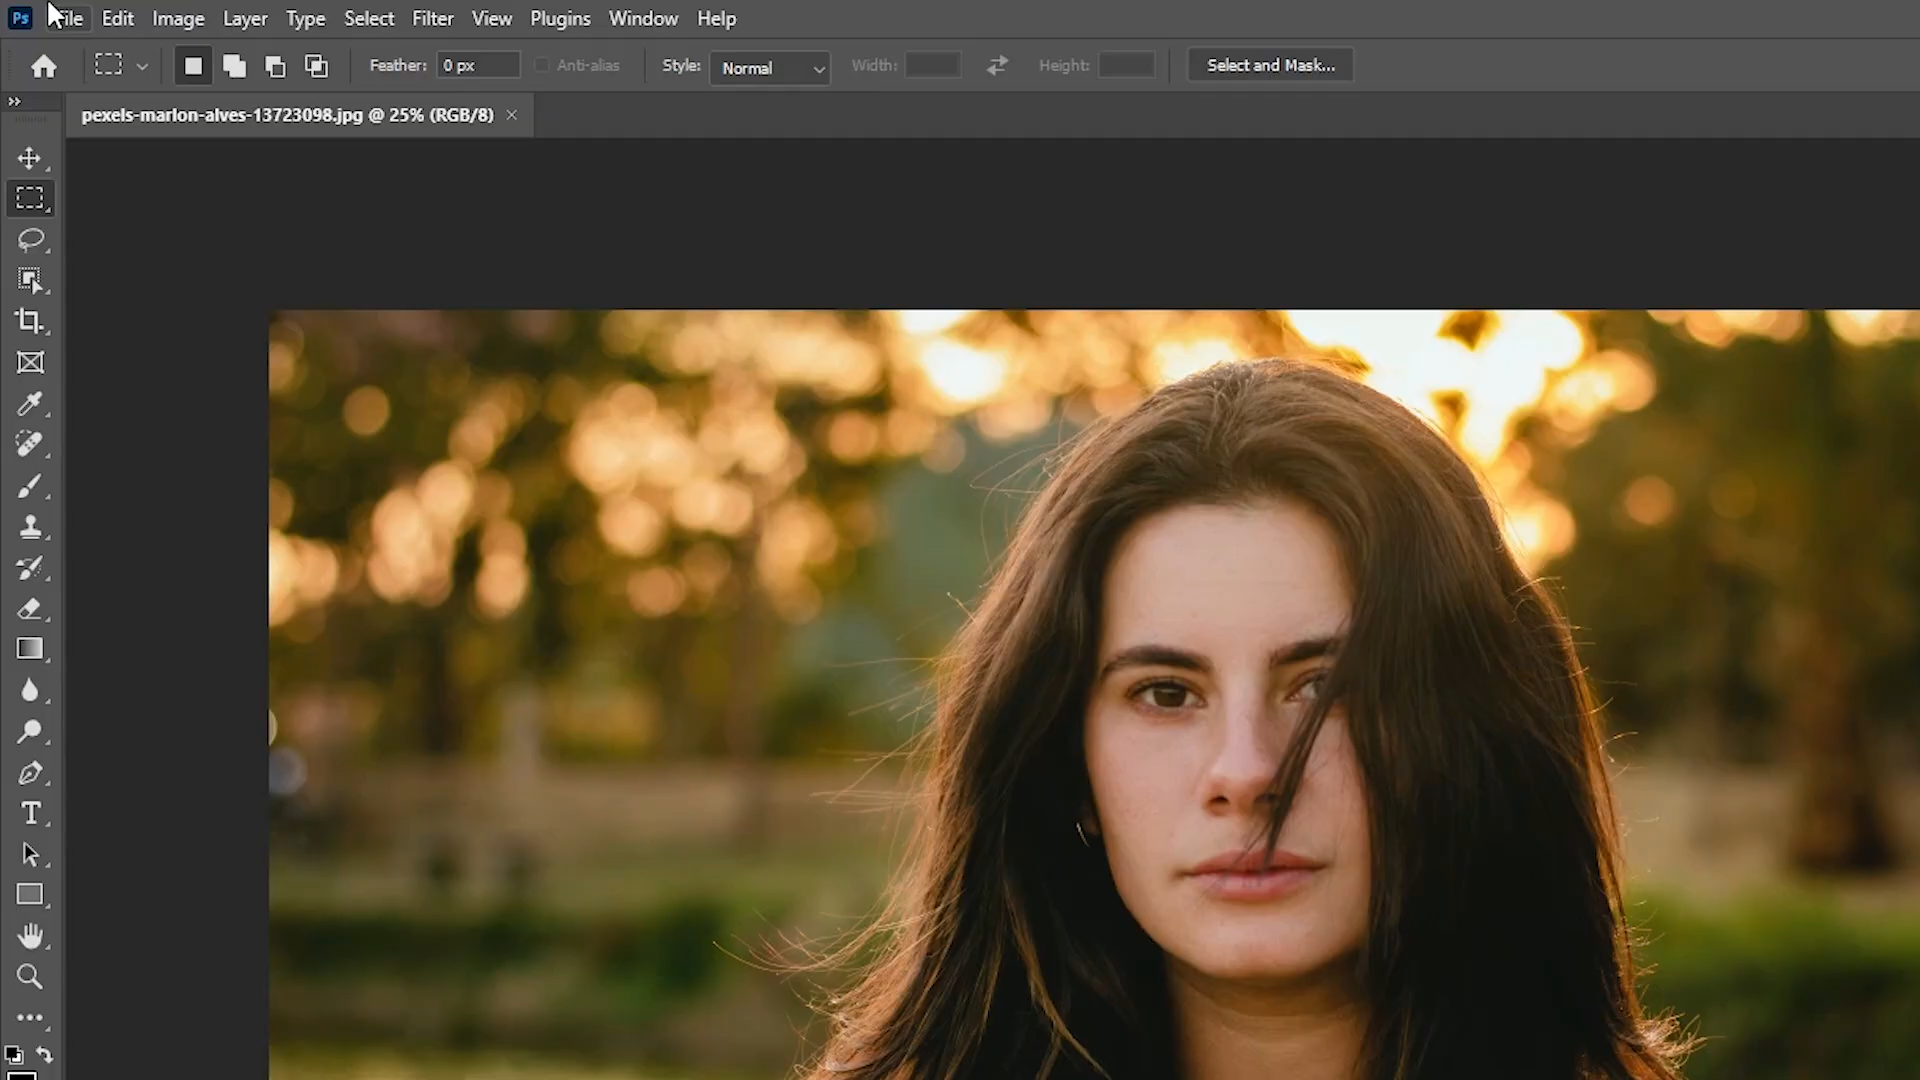 Ps File Edit Image Layer Type Select Filter View Plugins Window Help
Feather: 0 px Anti-alias Style: Normal Width: Height: Select and Mask...
pexels-marlon-alves-13723098.jpg @ 25% (RGB/8)